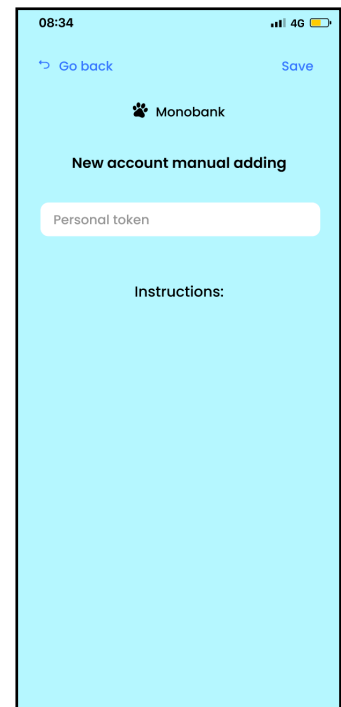 08:34 4G
Go back Save
Monobank
New account manual adding
Personal token
Instructions: